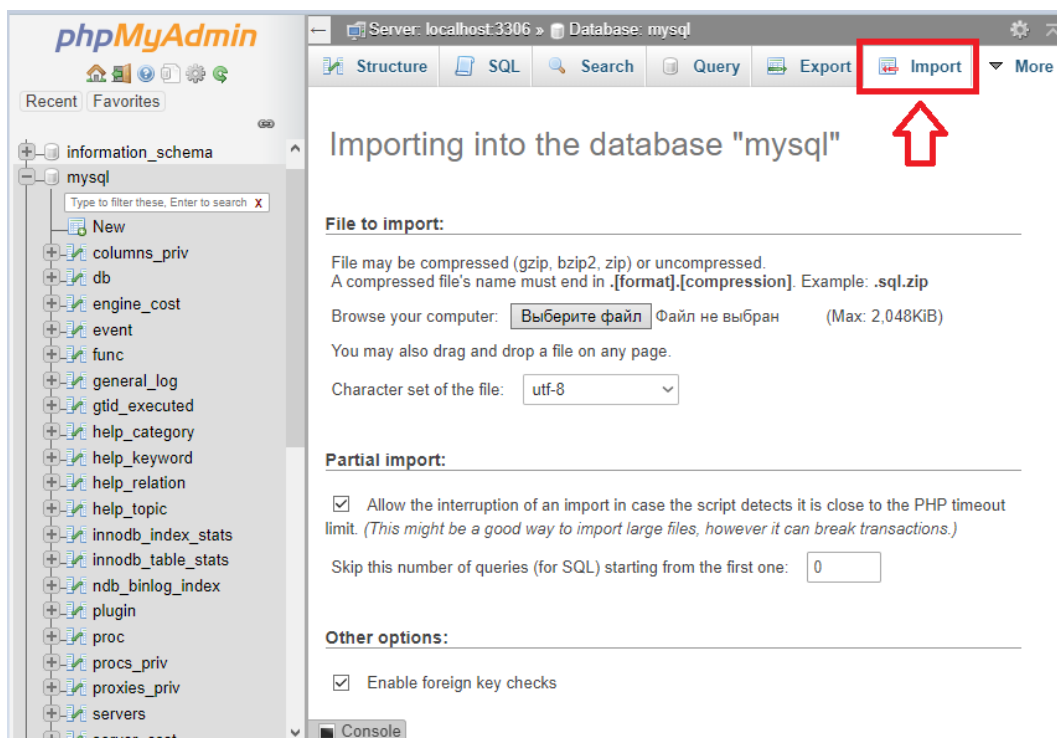 phpMyAdmin
Recent Favorites
information_schema
mysql
Type to filter these, Enter to search X
New
columns_priv
db
engine_cost
event
func
general_log
gtid_executed
help_category
help_keyword
help_relation
help_topic
innodb_index_stats
innodb_table_stats
ndb_binlog_index
plugin
proc
procs_priv
proxies_priv
servers
server_cost
Server: localhost:3306 » Database: mysql
Structure SQL Search Query Export Import More
Importing into the database "mysql"
File to import:
File may be compressed (gzip, bzip2, zip) or uncompressed.
A compressed file's name must end in .[format].[compression]. Example: .sql.zip
Browse your computer: Выберите файл Файл не выбран (Max: 2,048KiB)
You may also drag and drop a file on any page.
Character set of the file: utf-8
Partial import:
Allow the interruption of an import in case the script detects it is close to the PHP timeout
limit. (This might be a good way to import large files, however it can break transactions.)
Skip this number of queries (for SQL) starting from the first one: 0
Other options:
Enable foreign key checks
Console